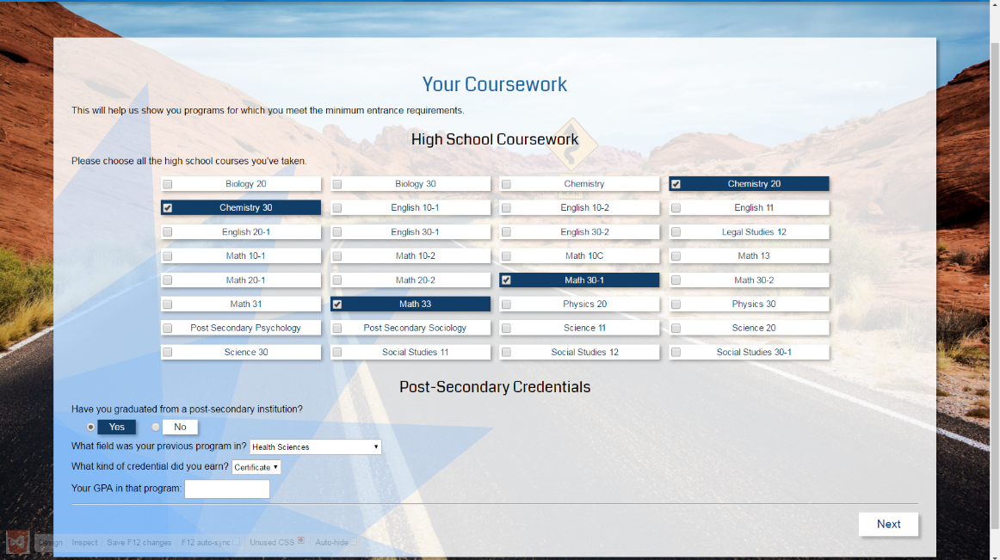 Your Coursework
This will help us show you programs for which you meet the minimum entrance requirements.
High School Coursework
Please choose all the high school courses you've taken.
Biology 20 Biology 30 Chemistry Chemistry 20
Chemistry 30 English 10-1 English 10-2 English 11
English 20-1 English 30-1 English 30-2 Legal Studies 12
Math 10-1 Math 10-2 Math 10C Math 13
Math 20-1 Math 20-2 Math 30-1 Math 30-2
Math 31 Math 33 Physics 20 Physics 30
Post Secondary Psychology Post Secondary Sociology Science 11 Science 20
Science 30 Social Studies 11 Social Studies 12 Social Studies 30-1
Post-Secondary Credentials
Have you graduated from a post-secondary institution?
Yes No
What field was your previous program in? Health Sciences
What kind of credential did you earn? Certificate
Your GPA in that program:
Next
Design Inspect Save F12 changes F12 auto-sync Unused CSS Auto-hide